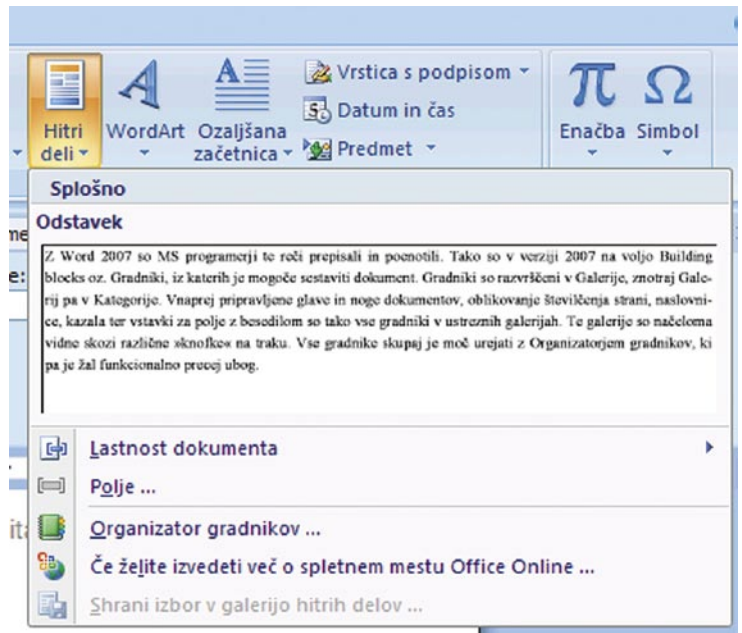 Vrstica s podpisom
Datum in čas
Predmet
Hitri deli
WordArt
Ozaljšana začetnica
Enačba
Simbol
Splošno
Odstavek
Z Word 2007 so MS programerji te reči prepisali in poenotili. Tako so v verziji 2007 na voljo Building
blocks oz. Gradniki, iz katerih je mogoče sestaviti dokument. Gradniki so razvrščeni v Galerije, znotraj Gale-
rij pa v Kategorije. Vnaprej pripravljene glave in noge dokumentov, oblikovanje številčenja strani, naslovni-
ce, kazala ter vstavki za polje z besedilom so tako vse gradniki v ustreznih galerijah. Te galerije so načeloma
vidne skozi različne »knofke« na traku. Vse gradnike skupaj je moč urejati z Organizatorjem gradnikov, ki
pa je žal funkcionalno precej ubog.
Lastnost dokumenta
Polje ...
Organizator gradnikov ...
Če želite izvedeti več o spletnem mestu Office Online ...
Shrani izbor v galerijo hitrih delov ...